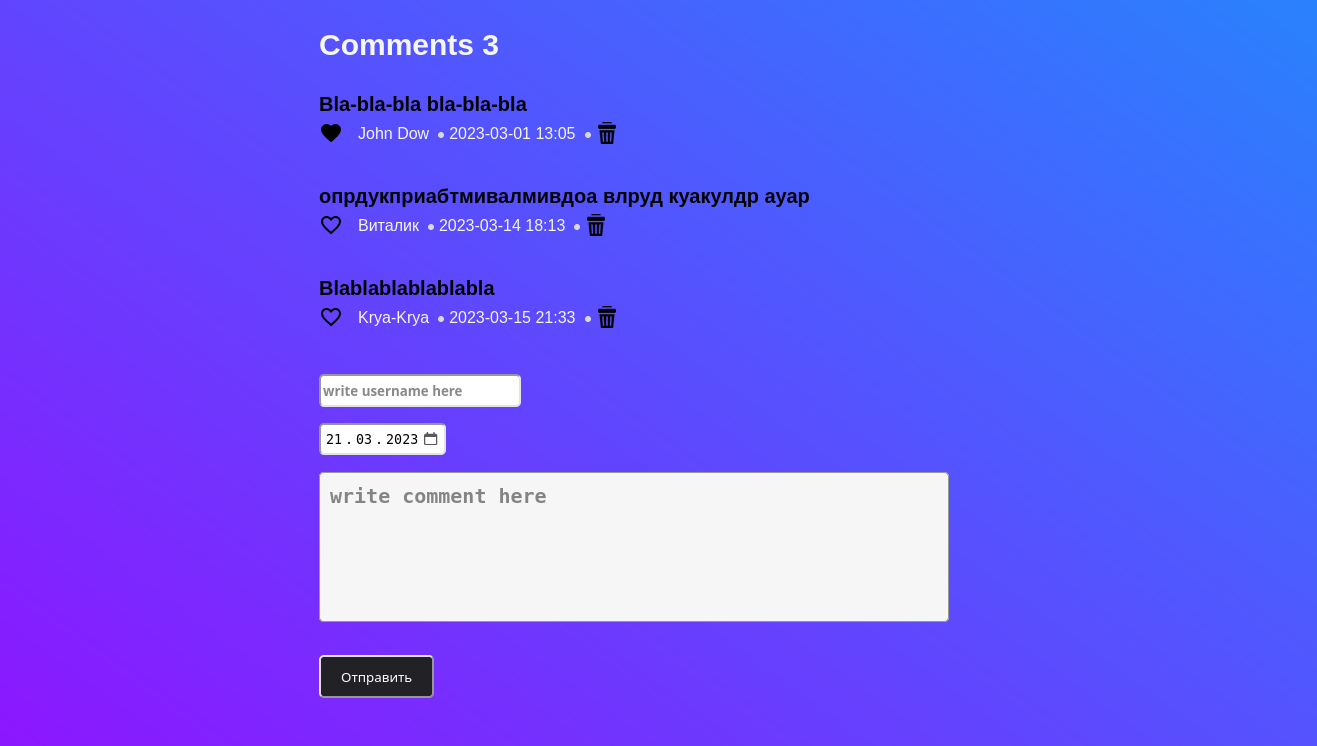 Comments 3
Bla-bla-bla bla-bla-bla
John Dow • 2023-03-01 13:05 •
опрдукприабтмивалмивдоа влруд куакулдр ауар
Виталик • 2023-03-14 18:13 •
Blablablablablabla
Krya-Krya • 2023-03-15 21:33 •
write username here
21.03.2023
write comment here
Отправить